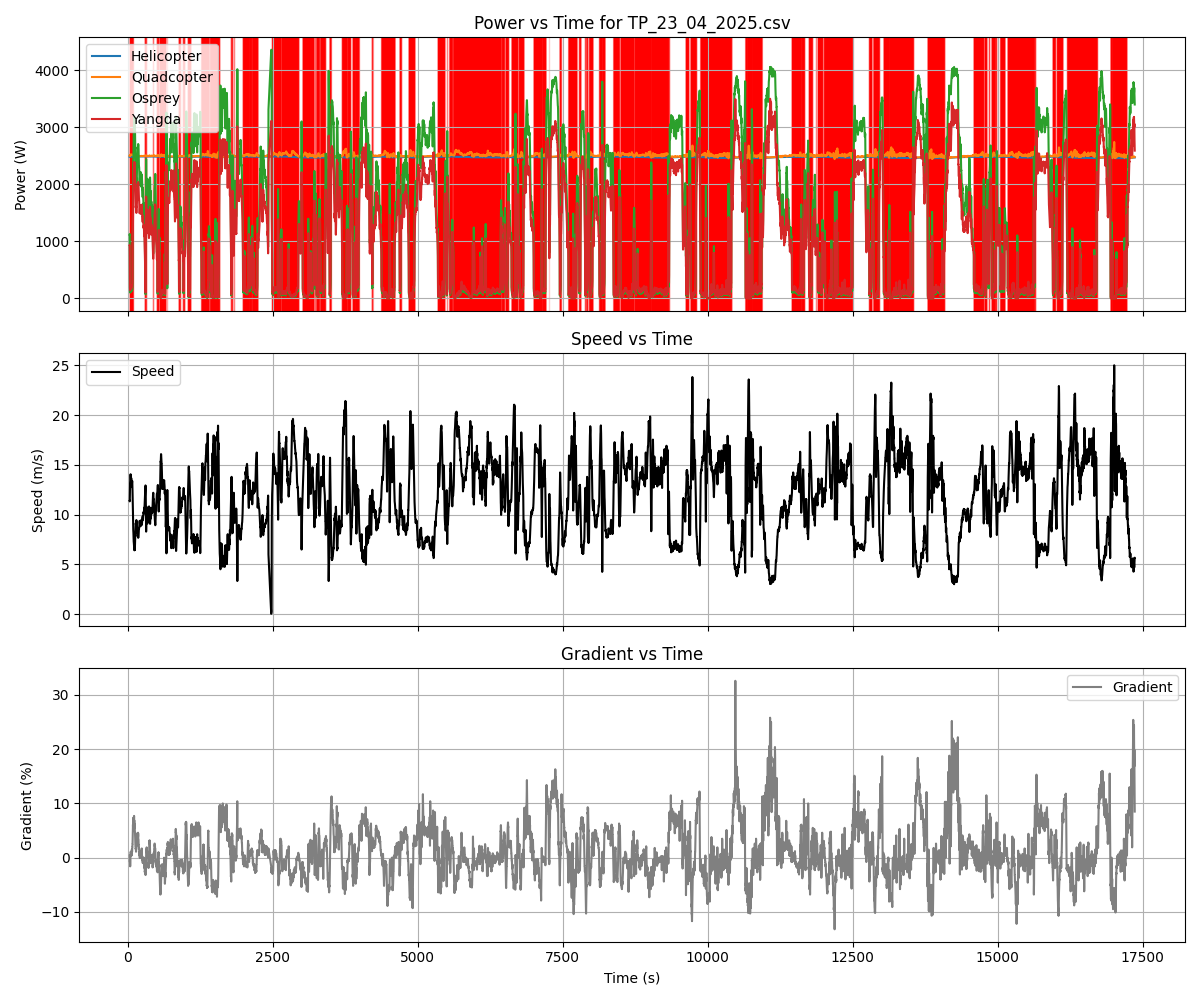 Power vs Time for TP_23_04_2025.csv
Helicopter
Quadcopter
Osprey
Yangda
Power (W)
4000
3000
2000
1000
0
Speed vs Time
Speed
Speed (m/s)
25
20
15
10
5
0
Gradient vs Time
Gradient
Gradient (%)
30
20
10
0
−10
0 2500 5000 7500 10000 12500 15000 17500
Time (s)